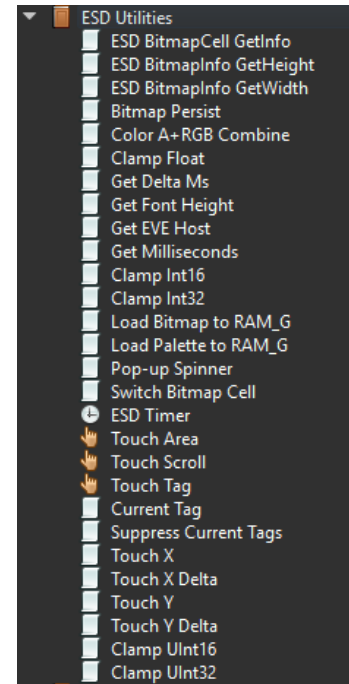 ESD Utilities
ESD BitmapCell GetInfo
ESD BitmapInfo GetHeight
ESD BitmapInfo GetWidth
Bitmap Persist
Color A+RGB Combine
Clamp Float
Get Delta Ms
Get Font Height
Get EVE Host
Get Milliseconds
Clamp Int16
Clamp Int32
Load Bitmap to RAM_G
Load Palette to RAM_G
Pop-up Spinner
Switch Bitmap Cell
ESD Timer
Touch Area
Touch Scroll
Touch Tag
Current Tag
Suppress Current Tags
Touch X
Touch X Delta
Touch Y
Touch Y Delta
Clamp UInt16
Clamp UInt32